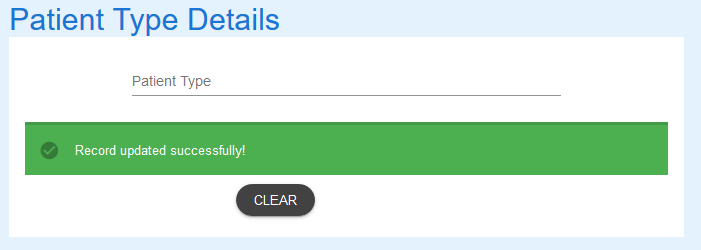 Patient Type Details
Patient Type
Record updated successfully!
CLEAR